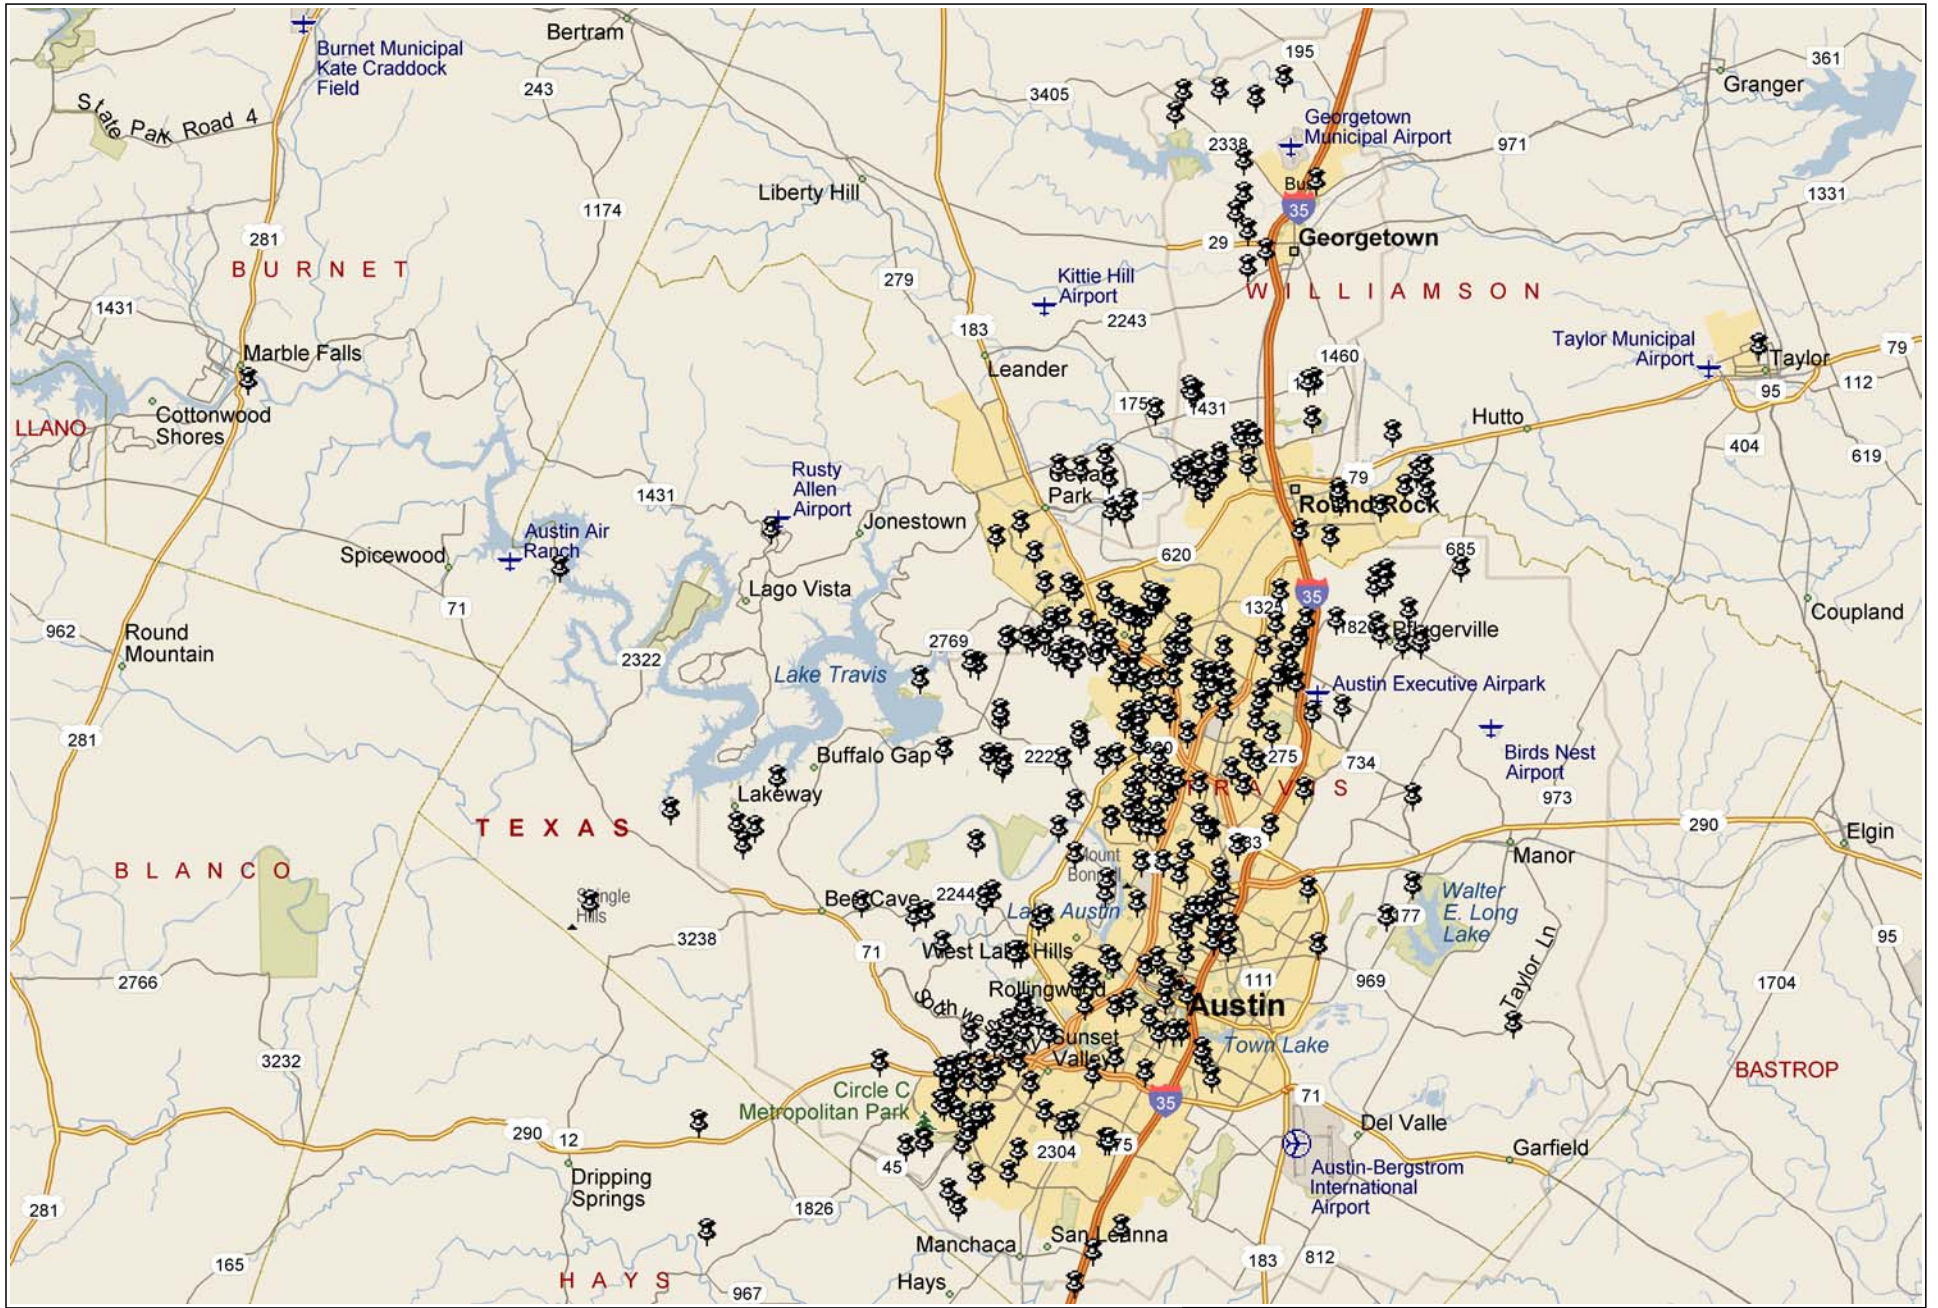 Bertram
195
361
Burnet Municipal
Kate Craddock
Field
Granger
243
3405
State Park Road 4
Georgetown
Municipal Airport
2338
971
Liberty Hill
1331
1174
35
281
29
Georgetown
BURNET
279
Kittie Hill
Airport
WILLIAMSON
1431
2243
183
Taylor Municipal
Airport
79
Marble Falls
1460
Taylor
Leander
95
112
175
1431
Cottonwood
Shores
Hutto
LLANO
404
619
Rusty
Allen
Airport
79
Park
1431
Round Rock
Jonestown
Austin Air
Ranch
Spicewood
620
685
Lago Vista
35
71
1325
Coupland
962
Round
Mountain
2769
Pflugerville
2322
Lake Travis
Austin Executive Airpark
281
Buffalo Gap
2222
275
734
Birds Nest
Airport
Lakeway
TRAVIS
973
TEXAS
290
Elgin
Manor
Mount
Bonnell
BLANCO
Bee Cave
2244
Walter
E. Long
Lake
Shingle
Hills
Lake Austin
177
3238
71
West Lake Hills
95
2766
111
969
Taylor Ln
1704
Rollingwood
Austin
Sunset
Valley
Town Lake
3232
BASTROP
Circle C
Metropolitan Park
35
71
Del Valle
290
12
2304
Garfield
45
Dripping
Springs
Austin-Bergstrom
International
Airport
281
1826
San Leanna
Manchaca
165
183
812
HAYS
Hays
967